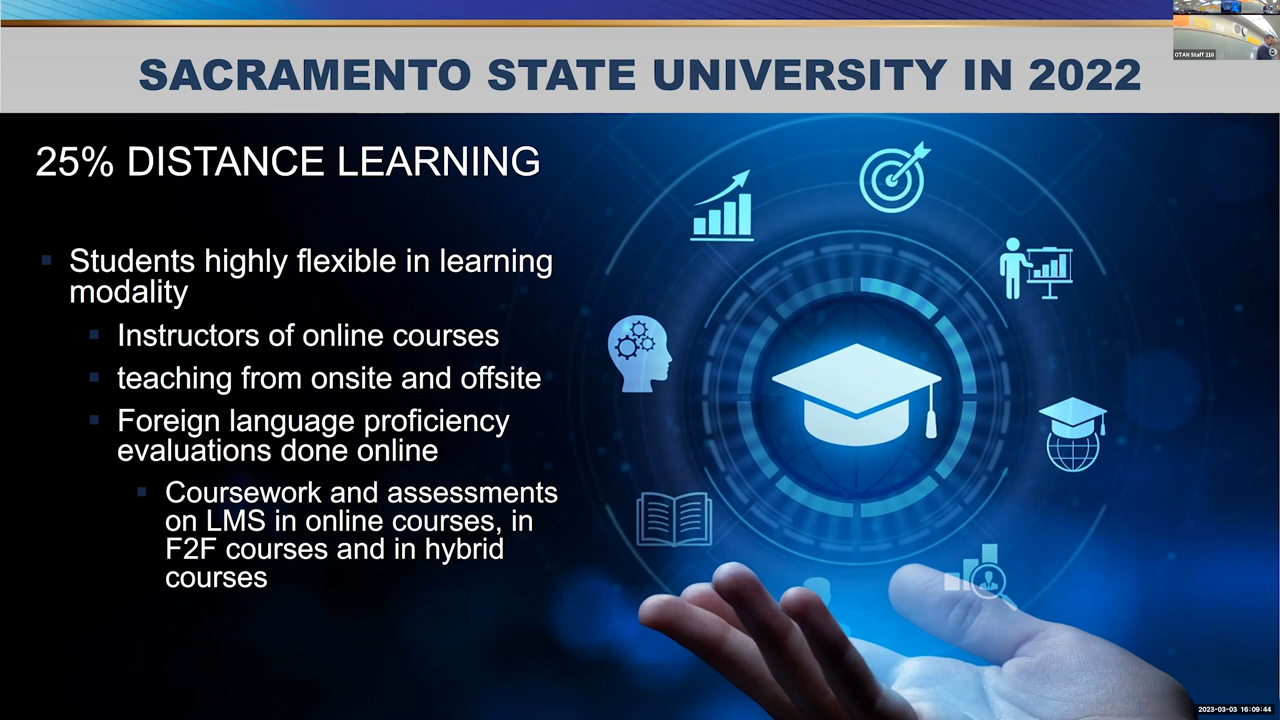 SACRAMENTO STATE UNIVERSITY IN 2022
OTAN Staff 210
25% DISTANCE LEARNING
Students highly flexible in learning
modality
Instructors of online courses
teaching from onsite and offsite
Foreign language proficiency
evaluations done online
Coursework and assessments
on LMS in online courses, in
F2F courses and in hybrid
courses
2023-03-03 16:09:44